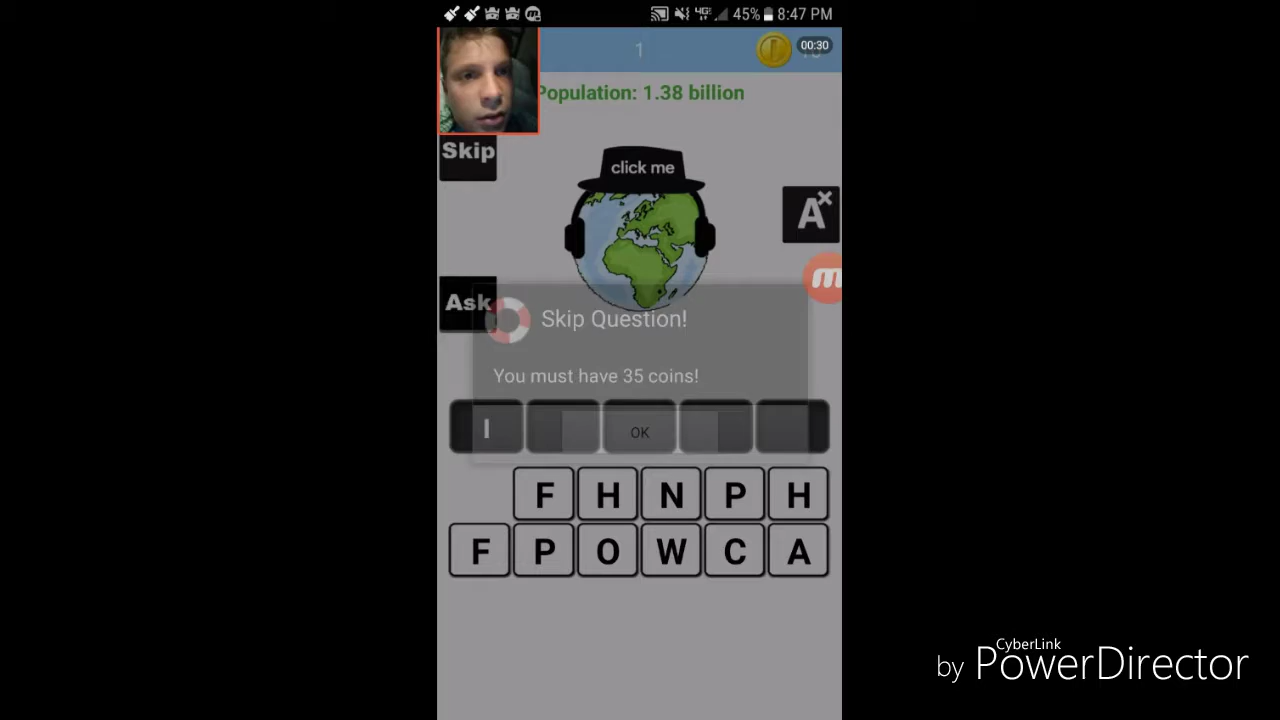 45% 8:47 PM
1
00:30
Population: 1.38 billion
Skip
click me
A×
Ask
Skip Question!
You must have 35 coins!
I
OK
F H N P H
F P O W C A
CyberLink
by PowerDirector